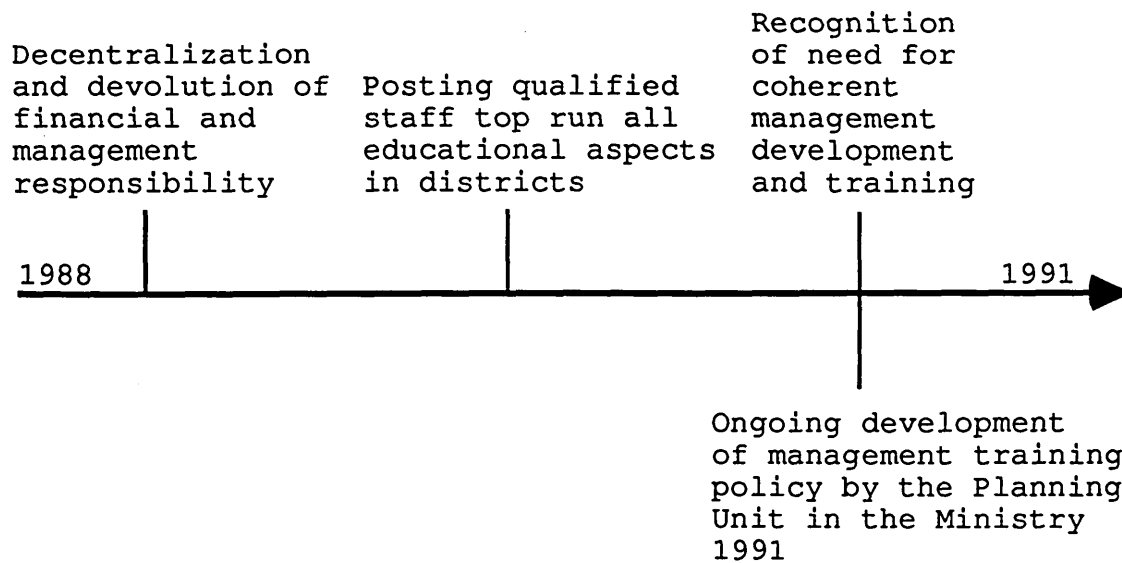 Decentralization
and devolution of
financial and
management
responsibility
Posting qualified
staff top run all
educational aspects
in districts
Recognition
of need for
coherent
management
development
and training
1988
1991
Ongoing development
of management training
policy by the Planning
Unit in the Ministry
1991